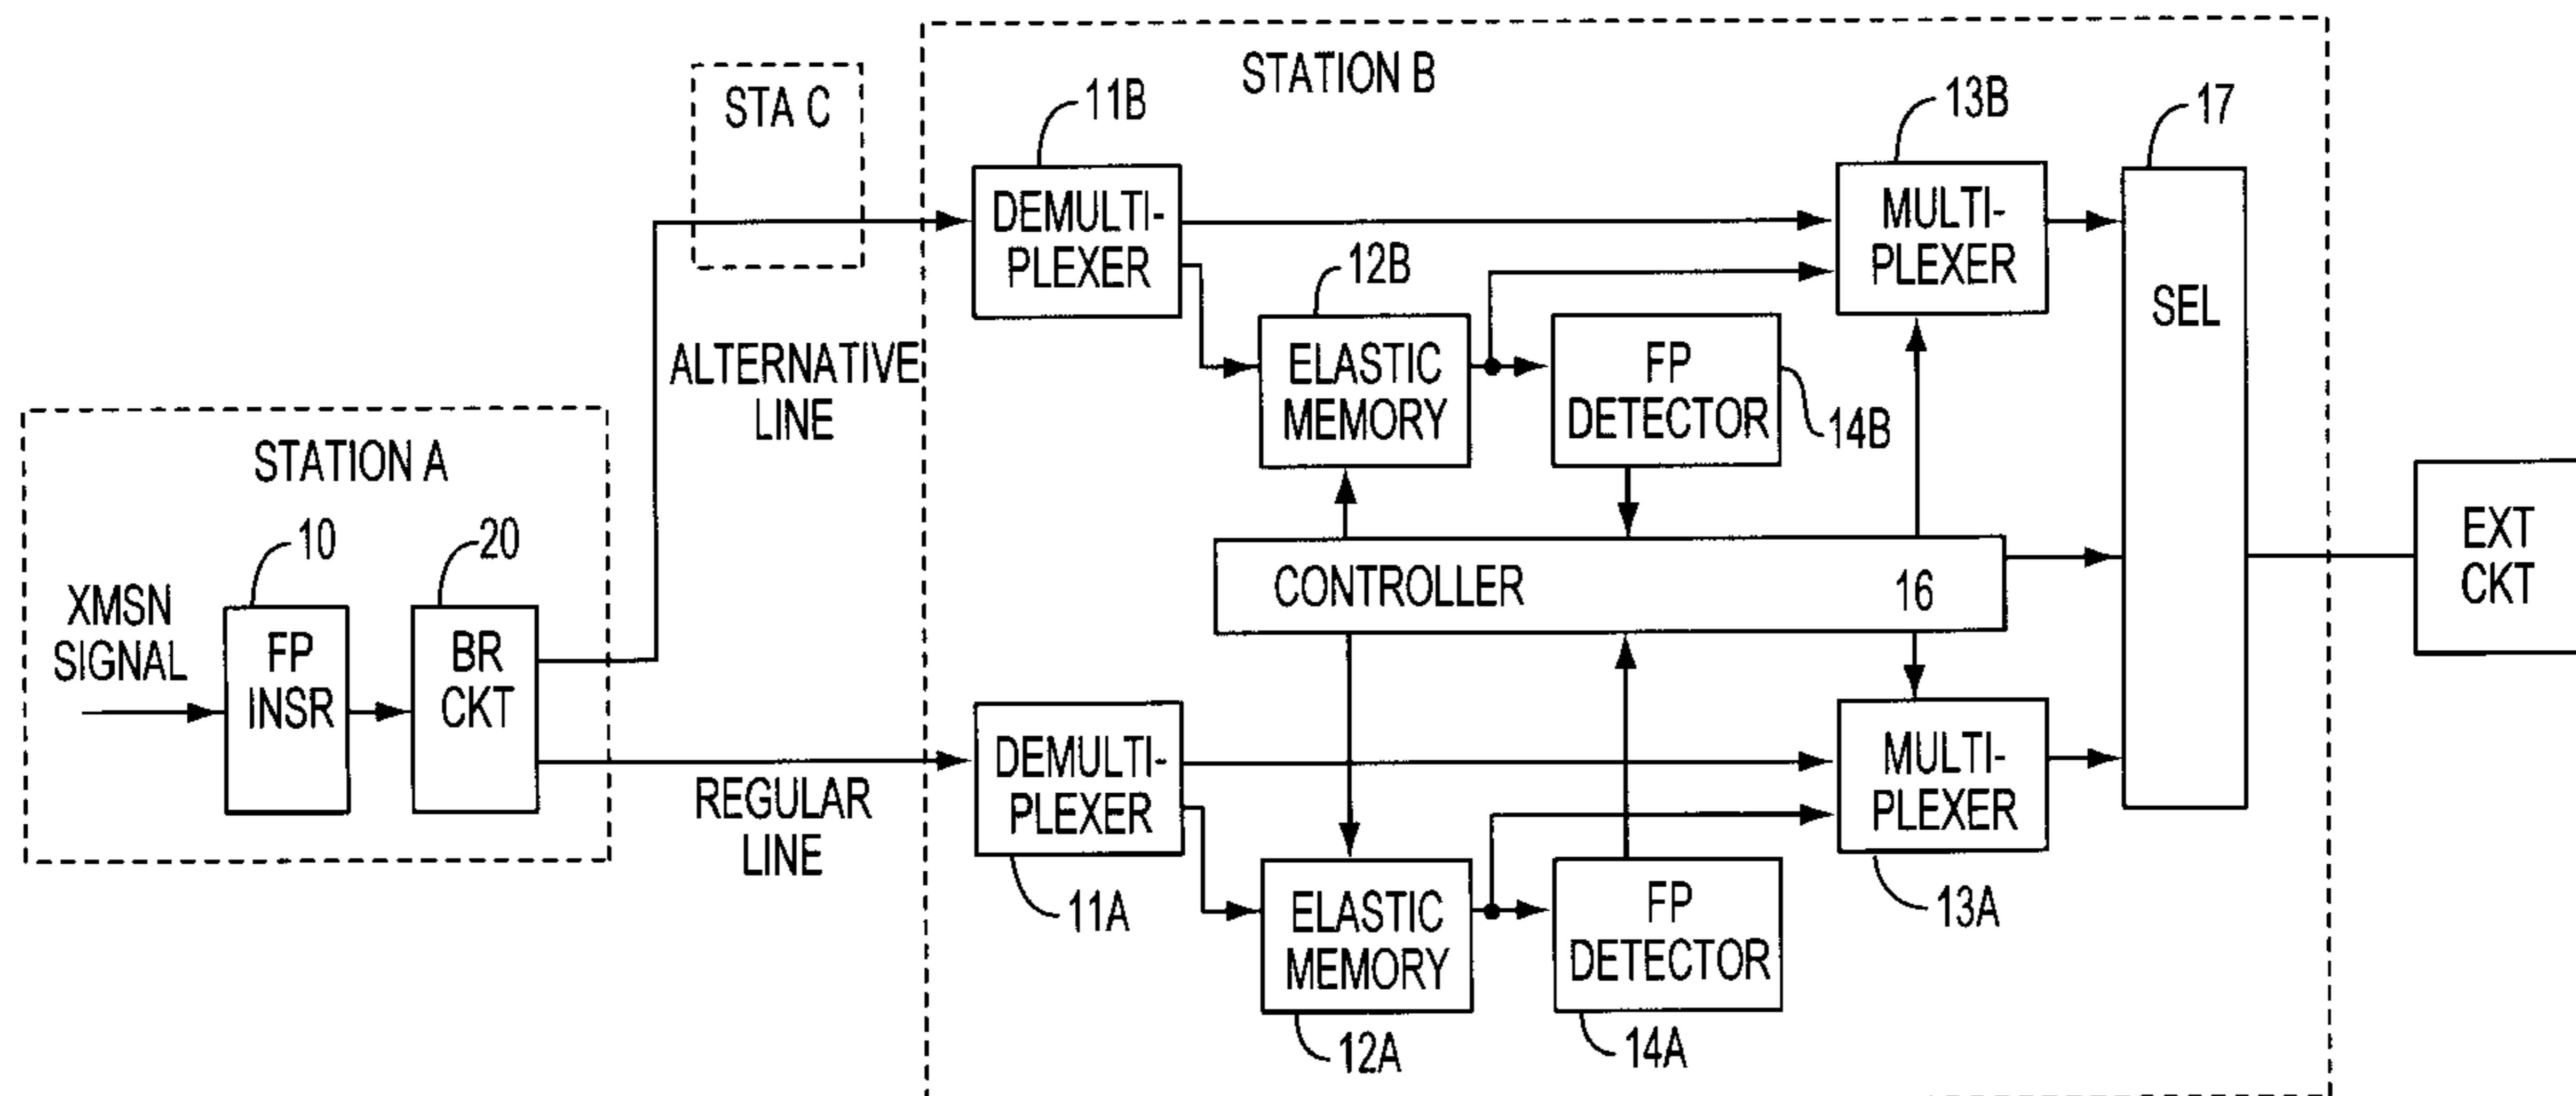 STATION B
STA C
11B
13B
17
DEMULTI-
PLEXER
MULTI-
PLEXER
12B
SEL
ALTERNATIVE
LINE
ELASTIC
MEMORY
FP
DETECTOR
14B
STATION A
10
20
XMSN
SIGNAL
FP
INSR
BR
CKT
CONTROLLER
16
EXT
CKT
REGULAR
LINE
DEMULTI-
PLEXER
MULTI-
PLEXER
11A
ELASTIC
MEMORY
FP
DETECTOR
13A
12A
14A